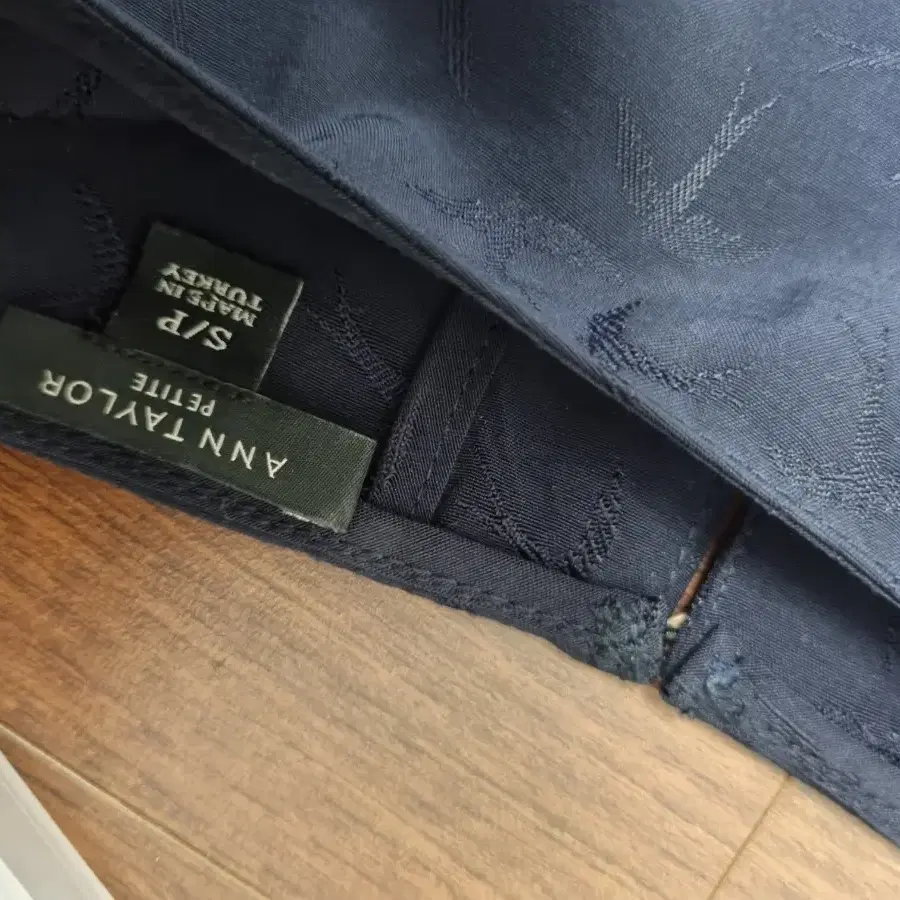 ANN TAYLOR
PETITE
S/P
MADE IN
TURKEY